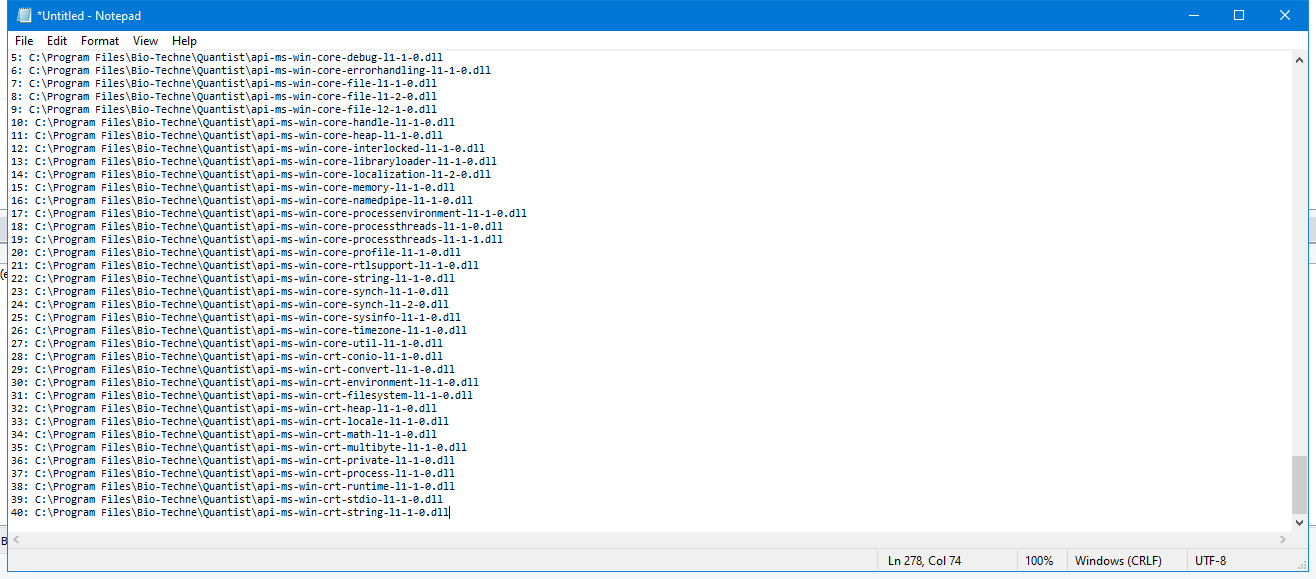 *Untitled - Notepad
File Edit Format View Help
5: C:\Program Files\Bio-Techne\Quantist\api-ms-win-core-debug-l1-1-0.dll
6: C:\Program Files\Bio-Techne\Quantist\api-ms-win-core-errorhandling-l1-1-0.dll
7: C:\Program Files\Bio-Techne\Quantist\api-ms-win-core-file-l1-1-0.dll
8: C:\Program Files\Bio-Techne\Quantist\api-ms-win-core-file-l1-2-0.dll
9: C:\Program Files\Bio-Techne\Quantist\api-ms-win-core-file-l2-1-0.dll
10: C:\Program Files\Bio-Techne\Quantist\api-ms-win-core-handle-l1-1-0.dll
11: C:\Program Files\Bio-Techne\Quantist\api-ms-win-core-heap-l1-1-0.dll
12: C:\Program Files\Bio-Techne\Quantist\api-ms-win-core-interlocked-l1-1-0.dll
13: C:\Program Files\Bio-Techne\Quantist\api-ms-win-core-libraryloader-l1-1-0.dll
14: C:\Program Files\Bio-Techne\Quantist\api-ms-win-core-localization-l1-2-0.dll
15: C:\Program Files\Bio-Techne\Quantist\api-ms-win-core-memory-l1-1-0.dll
16: C:\Program Files\Bio-Techne\Quantist\api-ms-win-core-namedpipe-l1-1-0.dll
17: C:\Program Files\Bio-Techne\Quantist\api-ms-win-core-processenvironment-l1-1-0.dll
18: C:\Program Files\Bio-Techne\Quantist\api-ms-win-core-processthreads-l1-1-0.dll
19: C:\Program Files\Bio-Techne\Quantist\api-ms-win-core-processthreads-l1-1-1.dll
20: C:\Program Files\Bio-Techne\Quantist\api-ms-win-core-profile-l1-1-0.dll
21: C:\Program Files\Bio-Techne\Quantist\api-ms-win-core-rtlsupport-l1-1-0.dll
22: C:\Program Files\Bio-Techne\Quantist\api-ms-win-core-string-l1-1-0.dll
23: C:\Program Files\Bio-Techne\Quantist\api-ms-win-core-synch-l1-1-0.dll
24: C:\Program Files\Bio-Techne\Quantist\api-ms-win-core-synch-l1-2-0.dll
25: C:\Program Files\Bio-Techne\Quantist\api-ms-win-core-sysinfo-l1-1-0.dll
26: C:\Program Files\Bio-Techne\Quantist\api-ms-win-core-timezone-l1-1-0.dll
27: C:\Program Files\Bio-Techne\Quantist\api-ms-win-core-util-l1-1-0.dll
28: C:\Program Files\Bio-Techne\Quantist\api-ms-win-crt-conio-l1-1-0.dll
29: C:\Program Files\Bio-Techne\Quantist\api-ms-win-crt-convert-l1-1-0.dll
30: C:\Program Files\Bio-Techne\Quantist\api-ms-win-crt-environment-l1-1-0.dll
31: C:\Program Files\Bio-Techne\Quantist\api-ms-win-crt-filesystem-l1-1-0.dll
32: C:\Program Files\Bio-Techne\Quantist\api-ms-win-crt-heap-l1-1-0.dll
33: C:\Program Files\Bio-Techne\Quantist\api-ms-win-crt-locale-l1-1-0.dll
34: C:\Program Files\Bio-Techne\Quantist\api-ms-win-crt-math-l1-1-0.dll
35: C:\Program Files\Bio-Techne\Quantist\api-ms-win-crt-multibyte-l1-1-0.dll
36: C:\Program Files\Bio-Techne\Quantist\api-ms-win-crt-private-l1-1-0.dll
37: C:\Program Files\Bio-Techne\Quantist\api-ms-win-crt-process-l1-1-0.dll
38: C:\Program Files\Bio-Techne\Quantist\api-ms-win-crt-runtime-l1-1-0.dll
39: C:\Program Files\Bio-Techne\Quantist\api-ms-win-crt-stdio-l1-1-0.dll
40: C:\Program Files\Bio-Techne\Quantist\api-ms-win-crt-string-l1-1-0.dll
Ln 278, Col 74 100% Windows (CRLF) UTF-8